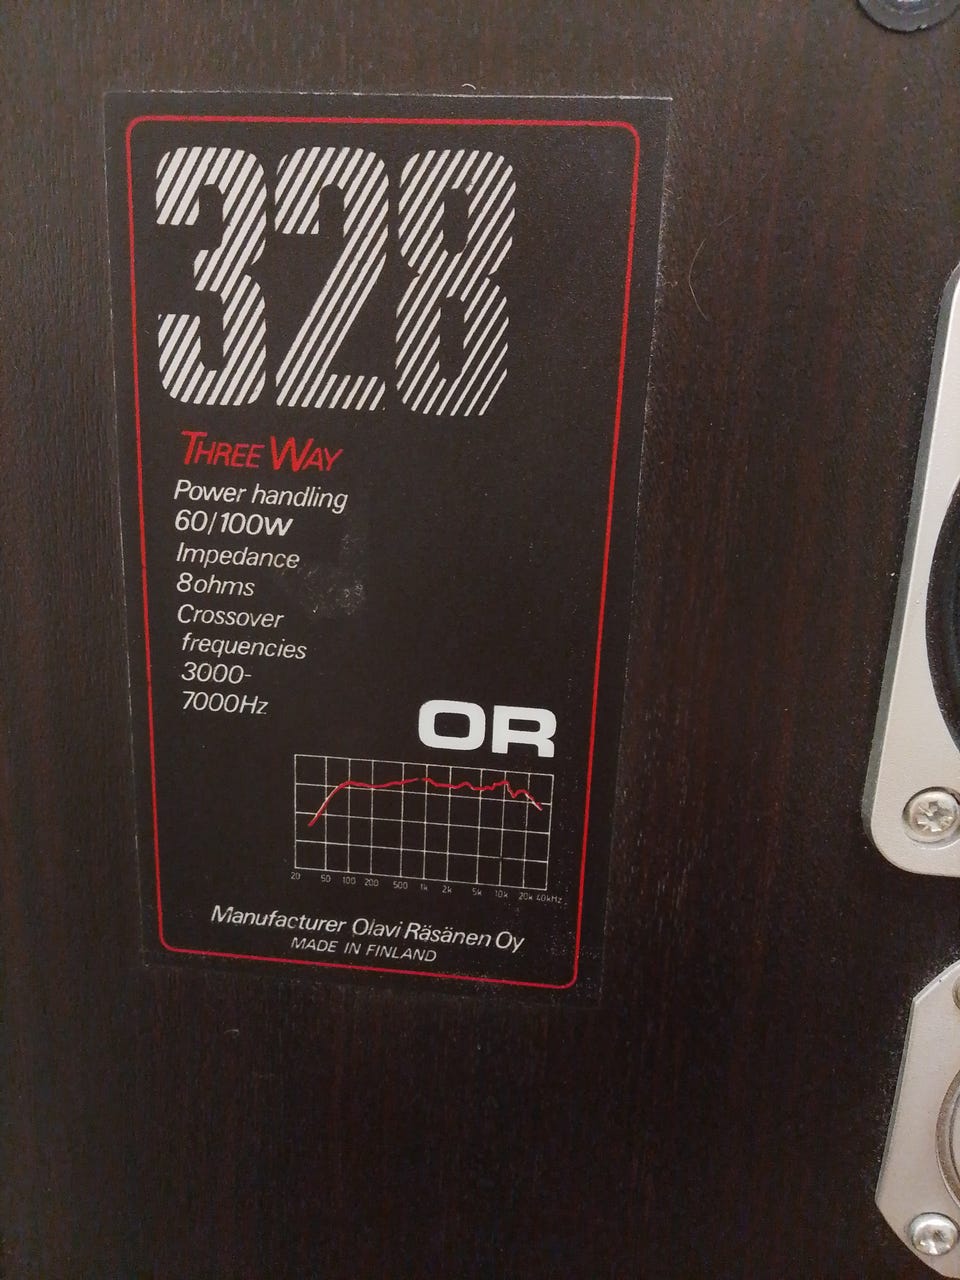 328
THREE WAY
Power handling
60/100W
Impedance
8ohms
Crossover
frequencies
3000-
7000Hz
OR
20 50 100 200 500 1k 2k 5k 10k 20k 40kHz
Manufacturer Olavi Räsänen Oy
MADE IN FINLAND